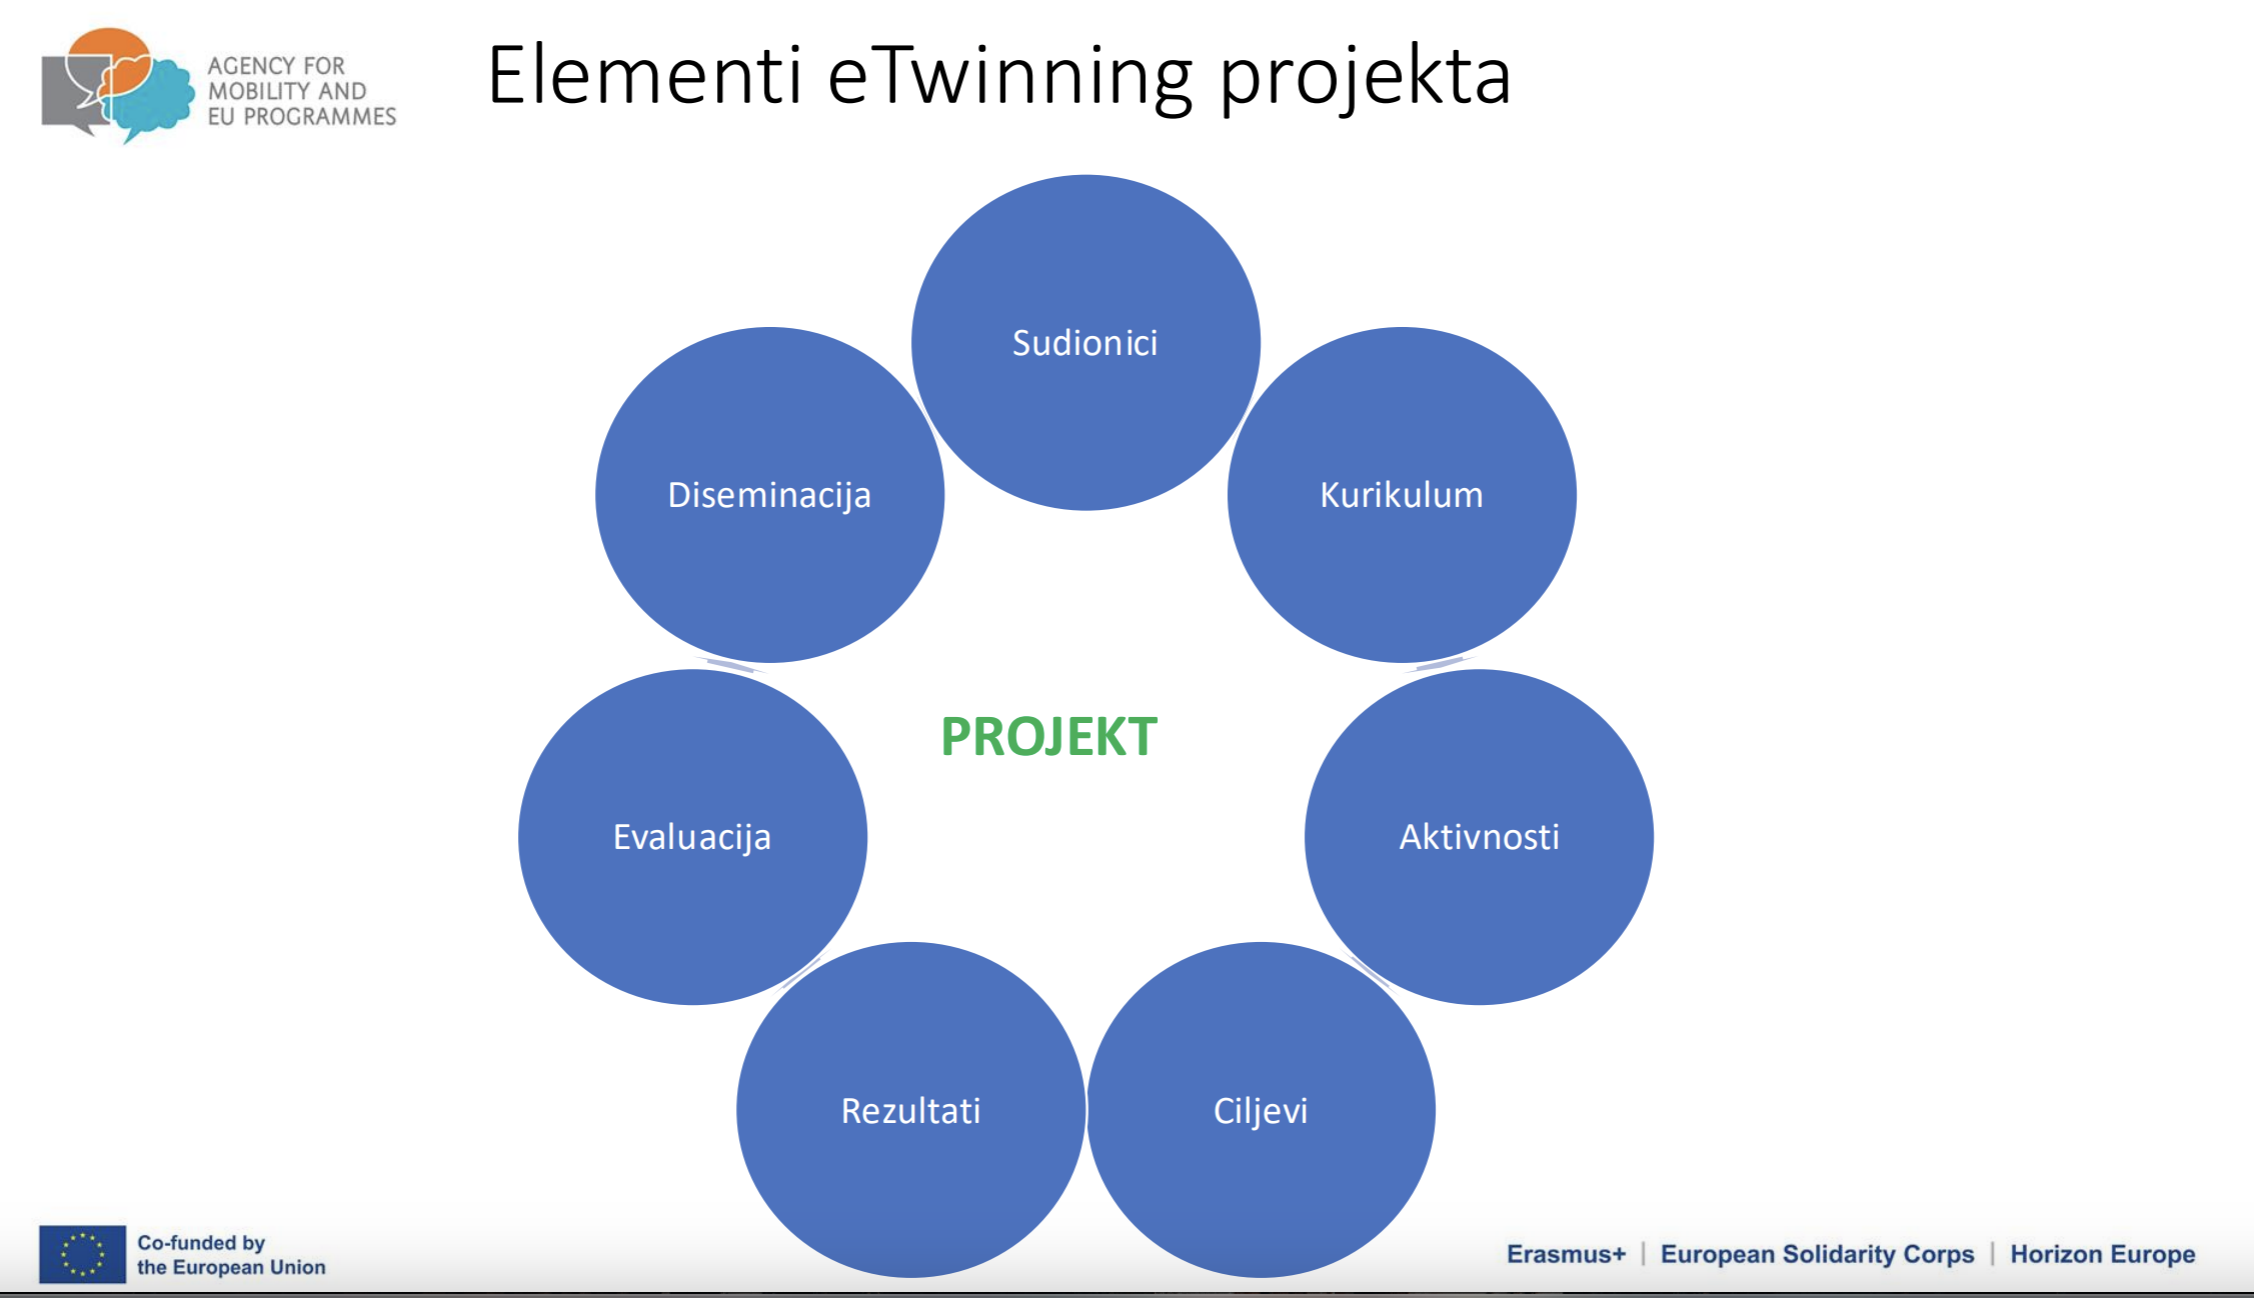 AGENCY FOR
MOBILITY AND
EU PROGRAMMES
Elementi eTwinning projekta
Sudionici
Kurikulum
Aktivnosti
Ciljevi
Rezultati
Evaluacija
Diseminacija
PROJEKT
Co-funded by
the European Union
Erasmus+ | European Solidarity Corps | Horizon Europe